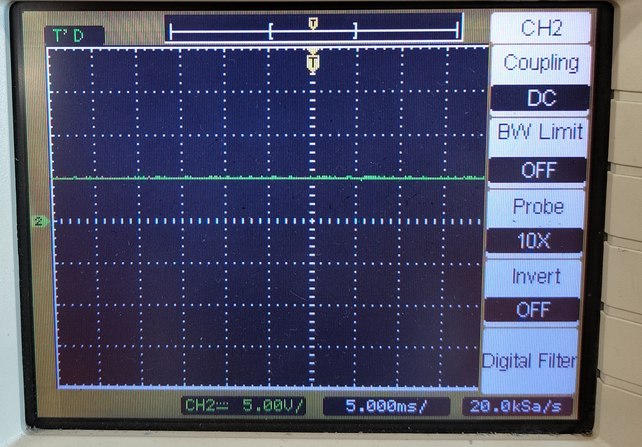 T' D
T
CH2
T
Coupling
DC
BW Limit
OFF
Probe
10X
2
Invert
OFF
Digital Filter
CH2 5.00V/ 5.000ms/ 20.0kSa/s